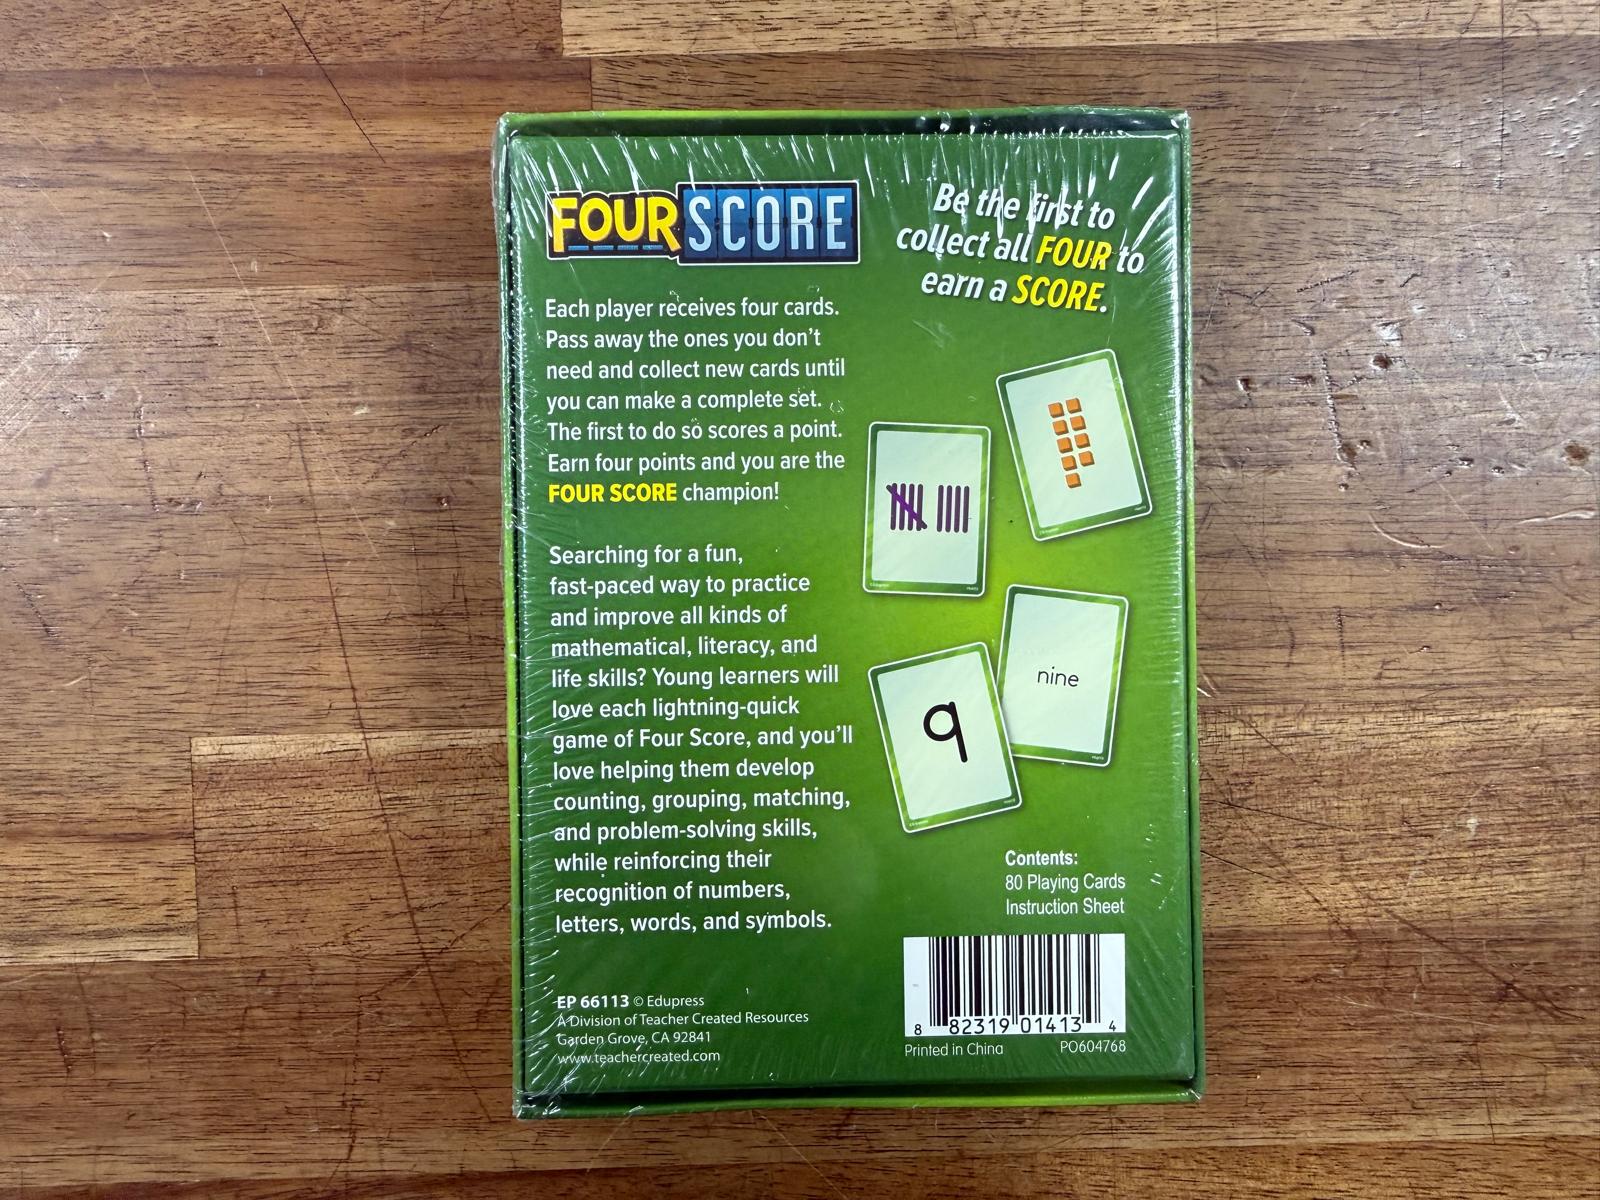 FOUR SCORE
Be the first to
collect all FOUR to
earn a SCORE.
Each player receives four cards.
Pass away the ones you don't
need and collect new cards until
you can make a complete set.
The first to do so scores a point.
Earn four points and you are the
FOUR SCORE champion!
Searching for a fun,
fast-paced way to practice
and improve all kinds of
mathematical, literacy, and
life skills? Young learners will
love each lightning-quick
game of Four Score, and you'll
love helping them develop
counting, grouping, matching,
and problem-solving skills,
while reinforcing their
recognition of numbers,
letters, words, and symbols.
nine
9
Contents:
80 Playing Cards
Instruction Sheet
EP 66113 © Edupress
A Division of Teacher Created Resources
Garden Grove, CA 92841
www.teachercreated.com
8 82319 01413 4
Printed in China PO604768